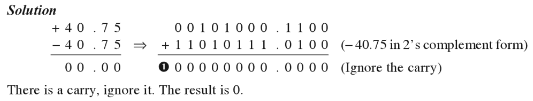 Solution
+ 4 0 . 7 5 0 0 1 0 1 0 0 0 . 1 1 0 0
− 4 0 . 7 5 ⇒ + 1 1 0 1 0 1 1 1 . 0 1 0 0 (− 40.75 in 2's complement form)
0 0 . 0 0 ❶ 0 0 0 0 0 0 0 0 . 0 0 0 0 (Ignore the carry)
There is a carry, ignore it. The result is 0.